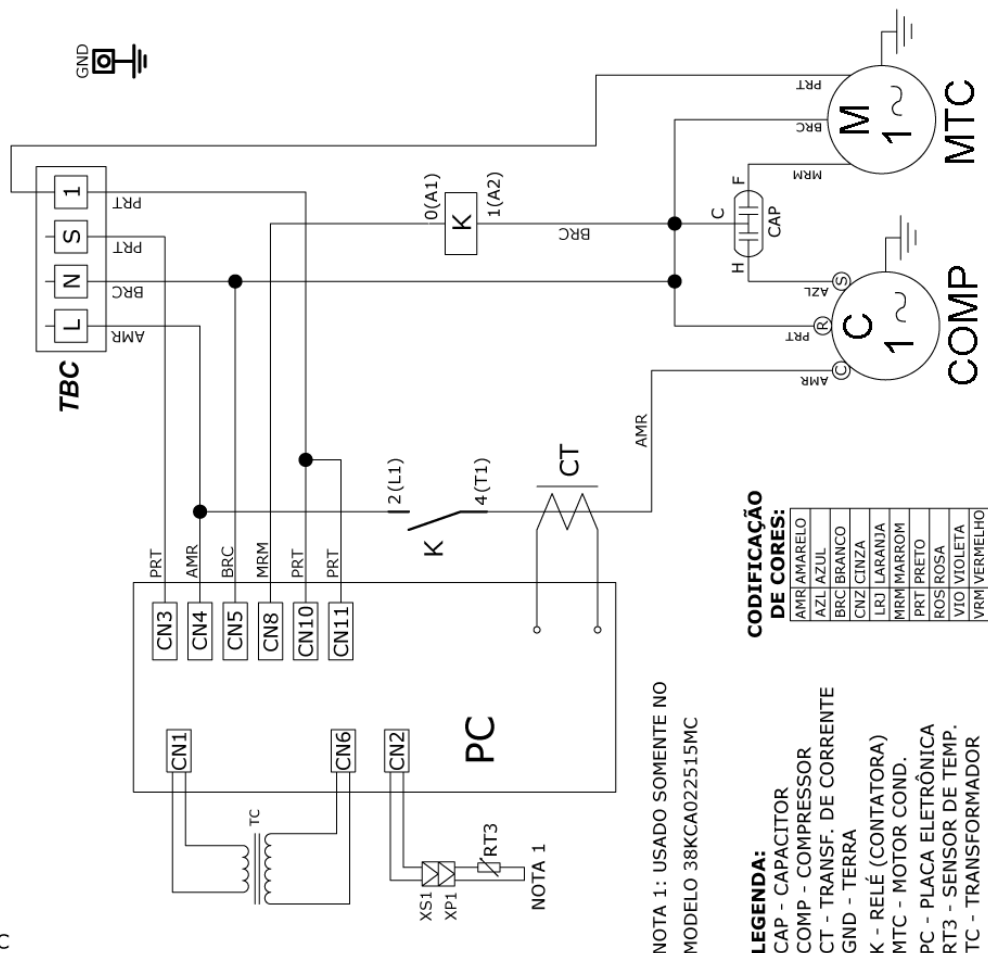 C
GND
TBC
L
N
S
1
AMR
BRC
PRT
PRT
PRT
AMR
BRC
MRM
PRT
PRT
CN3
CN4
CN5
CN8
CN10
CN11
CN1
CN6
CN2
PC
TC
XS1
XP1
RT3
NOTA 1
2(L1)
4(T1)
K
CT
AMR
0(A1)
1(A2)
K
BRC
C
H
F
CAP
AZL
PRT
AMR
S
R
C
C
1
COMP
PRT
BRC
MRM
M
1
MTC
NOTA 1: USADO SOMENTE NO
MODELO 38KCA022515MC
CODIFICAÇÃO
DE CORES:
AMR AMARELO
AZL AZUL
BRC BRANCO
CNZ CINZA
LRJ LARANJA
MRM MARROM
PRT PRETO
ROS ROSA
VIO VIOLETA
VRM VERMELHO
LEGENDA:
CAP - CAPACITOR
COMP - COMPRESSOR
CT - TRANSF. DE CORRENTE
GND - TERRA
K - RELÉ (CONTATORA)
MTC - MOTOR COND.
PC - PLACA ELETRÔNICA
RT3 - SENSOR DE TEMP.
TC - TRANSFORMADOR